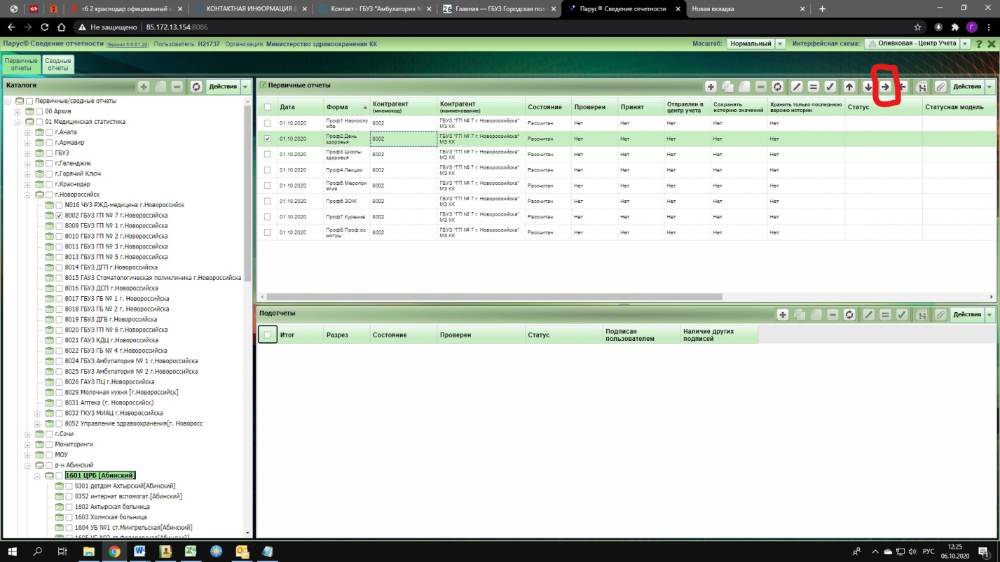 гб 2 краснодар официальный с
КОНТАКТНАЯ ИНФОРМАЦИЯ (
Контакт - ГБУЗ "Амбулатория №
26 Главная — ГБУЗ Городская пол
Парус® Сведение отчетности
Новая вкладка
Не защищено 85.172.13.154:8086
Парус® Сведение отчетности (Версия 5.6.61.29) Пользователь: H21737 Организация: Министерство здравоохранения КК
Масштаб: Нормальный Интерфейсная схема: Оливковая - Центр Учета
Первичные отчеты
Сводные отчеты
Каталоги Действия
Первичные/сводные отчеты
00 Архив
01 Медицинская статистика
г.Анапа
г.Армавир
ГБУЗ
г.Геленджик
г.Горячий Ключ
г.Краснодар
г.Новороссийск
N016 ЧУЗ РЖД-медицина г.Новороссийск
8002 ГБУЗ ГП № 7 г.Новороссийска
8009 ГБУЗ ГП № 1 г.Новороссийска
8010 ГБУЗ ГП № 2 г.Новороссийска
8011 ГБУЗ ГП № 3 г.Новороссийска
8013 ГБУЗ ГП № 5 г.Новороссийска
8014 ГБУЗ ДГП г.Новороссийска
8015 ГАУЗ Стоматологическая поликлиника г.Новороссийска
8016 ГБУЗ ДСП г.Новороссийска
8017 ГБУЗ ГБ № 1 г. Новороссийска
8018 ГБУЗ ГБ № 2 г. Новороссийска
8019 ГБУЗ ДГБ г.Новороссийска
8020 ГБУЗ ГП № 6 г.Новороссийска
8021 ГАУЗ КДЦ г.Новороссийска
8022 ГБУЗ ГБ № 4 г.Новороссийска
8024 ГБУЗ Амбулатория № 1 г.Новороссийска
8025 ГБУЗ Амбулатория № 2 г.Новороссийска
8026 ГАУЗ ПЦ г.Новороссийска
8029 Молочная кухня [г.Новороссийск]
8031 Аптека (г. Новороссийск)
8032 ГКУЗ МИАЦ г.Новороссийска
8052 Управление здравоохранения[г. Новоросс
г.Сочи
Мониторинги
МОУ
р-н Абинский
1601 ЦРБ [Абинский]
0301 детдом Ахтырский[Абинский]
0352 интернат вспомогат.[Абинский]
1602 Ахтырская больница
1603 Холмская больница
1604 УБ №1 ст.Мингрельская[Абинский]
Первичные отчеты Действия
Дата Форма Контрагент (мнемокод) Контрагент (наименование) Состояние Проверен Принят Отправлен в центр учета Сохранять историю значений Хранить только последнюю версию истории Статус Статусная модель
01.10.2020 Проф1.Наркослужба 8002 ГБУЗ "ГП № 7 г. Новороссийска" МЗ КК Рассчитан Нет Нет Нет Нет Нет
01.10.2020 Проф2.День здоровья 8002 ГБУЗ "ГП № 7 г. Новороссийска" МЗ КК Рассчитан Нет Нет Нет Нет Нет
01.10.2020 Проф3.Школы здоровья 8002 ГБУЗ "ГП № 7 г. Новороссийска" МЗ КК Рассчитан Нет Нет Нет Нет Нет
01.10.2020 Проф4.Лекции 8002 ГБУЗ "ГП № 7 г. Новороссийска" МЗ КК Рассчитан Нет Нет Нет Нет Нет
01.10.2020 Проф5.Мероприятия 8002 ГБУЗ "ГП № 7 г. Новороссийска" МЗ КК Рассчитан Нет Нет Нет Нет Нет
01.10.2020 Проф6.ЗОЖ 8002 ГБУЗ "ГП № 7 г. Новороссийска" МЗ КК Рассчитан Нет Нет Нет Нет Нет
01.10.2020 Проф7.Курение 8002 ГБУЗ "ГП № 7 г. Новороссийска" МЗ КК Рассчитан Нет Нет Нет Нет Нет
01.10.2020 Проф8.Проф.осмотры 8002 ГБУЗ "ГП № 7 г. Новороссийска" МЗ КК Рассчитан Нет Нет Нет Нет Нет
Подотчеты Действия
Итог Разрез Состояние Проверен Статус Подписан пользователем Наличие других подписей
РУС
12:25
06.10.2020